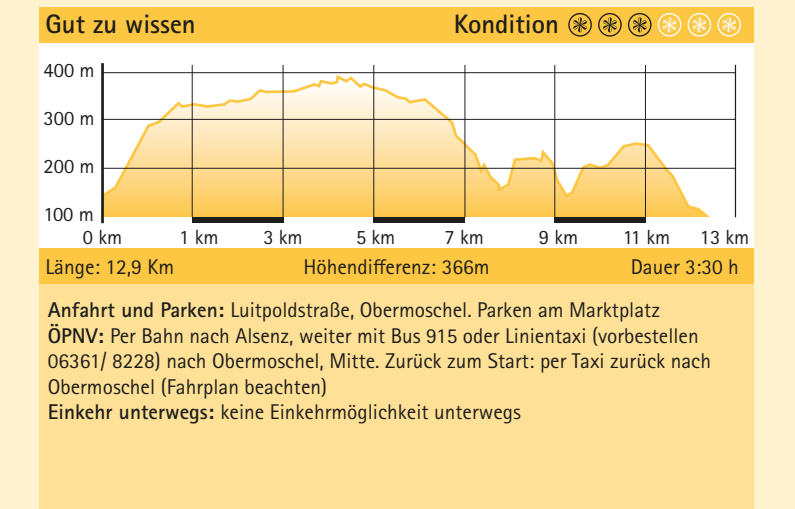 Gut zu wissen Kondition
400 m
300 m
200 m
100 m
0 km 1 km 3 km 5 km 7 km 9 km 11 km 13 km
Länge: 12,9 Km Höhendifferenz: 366m Dauer 3:30 h
Anfahrt und Parken: Luitpoldstraße, Obermoschel. Parken am Marktplatz
ÖPNV: Per Bahn nach Alsenz, weiter mit Bus 915 oder Linientaxi (vorbestellen
06361/ 8228) nach Obermoschel, Mitte. Zurück zum Start: per Taxi zurück nach
Obermoschel (Fahrplan beachten)
Einkehr unterwegs: keine Einkehrmöglichkeit unterwegs